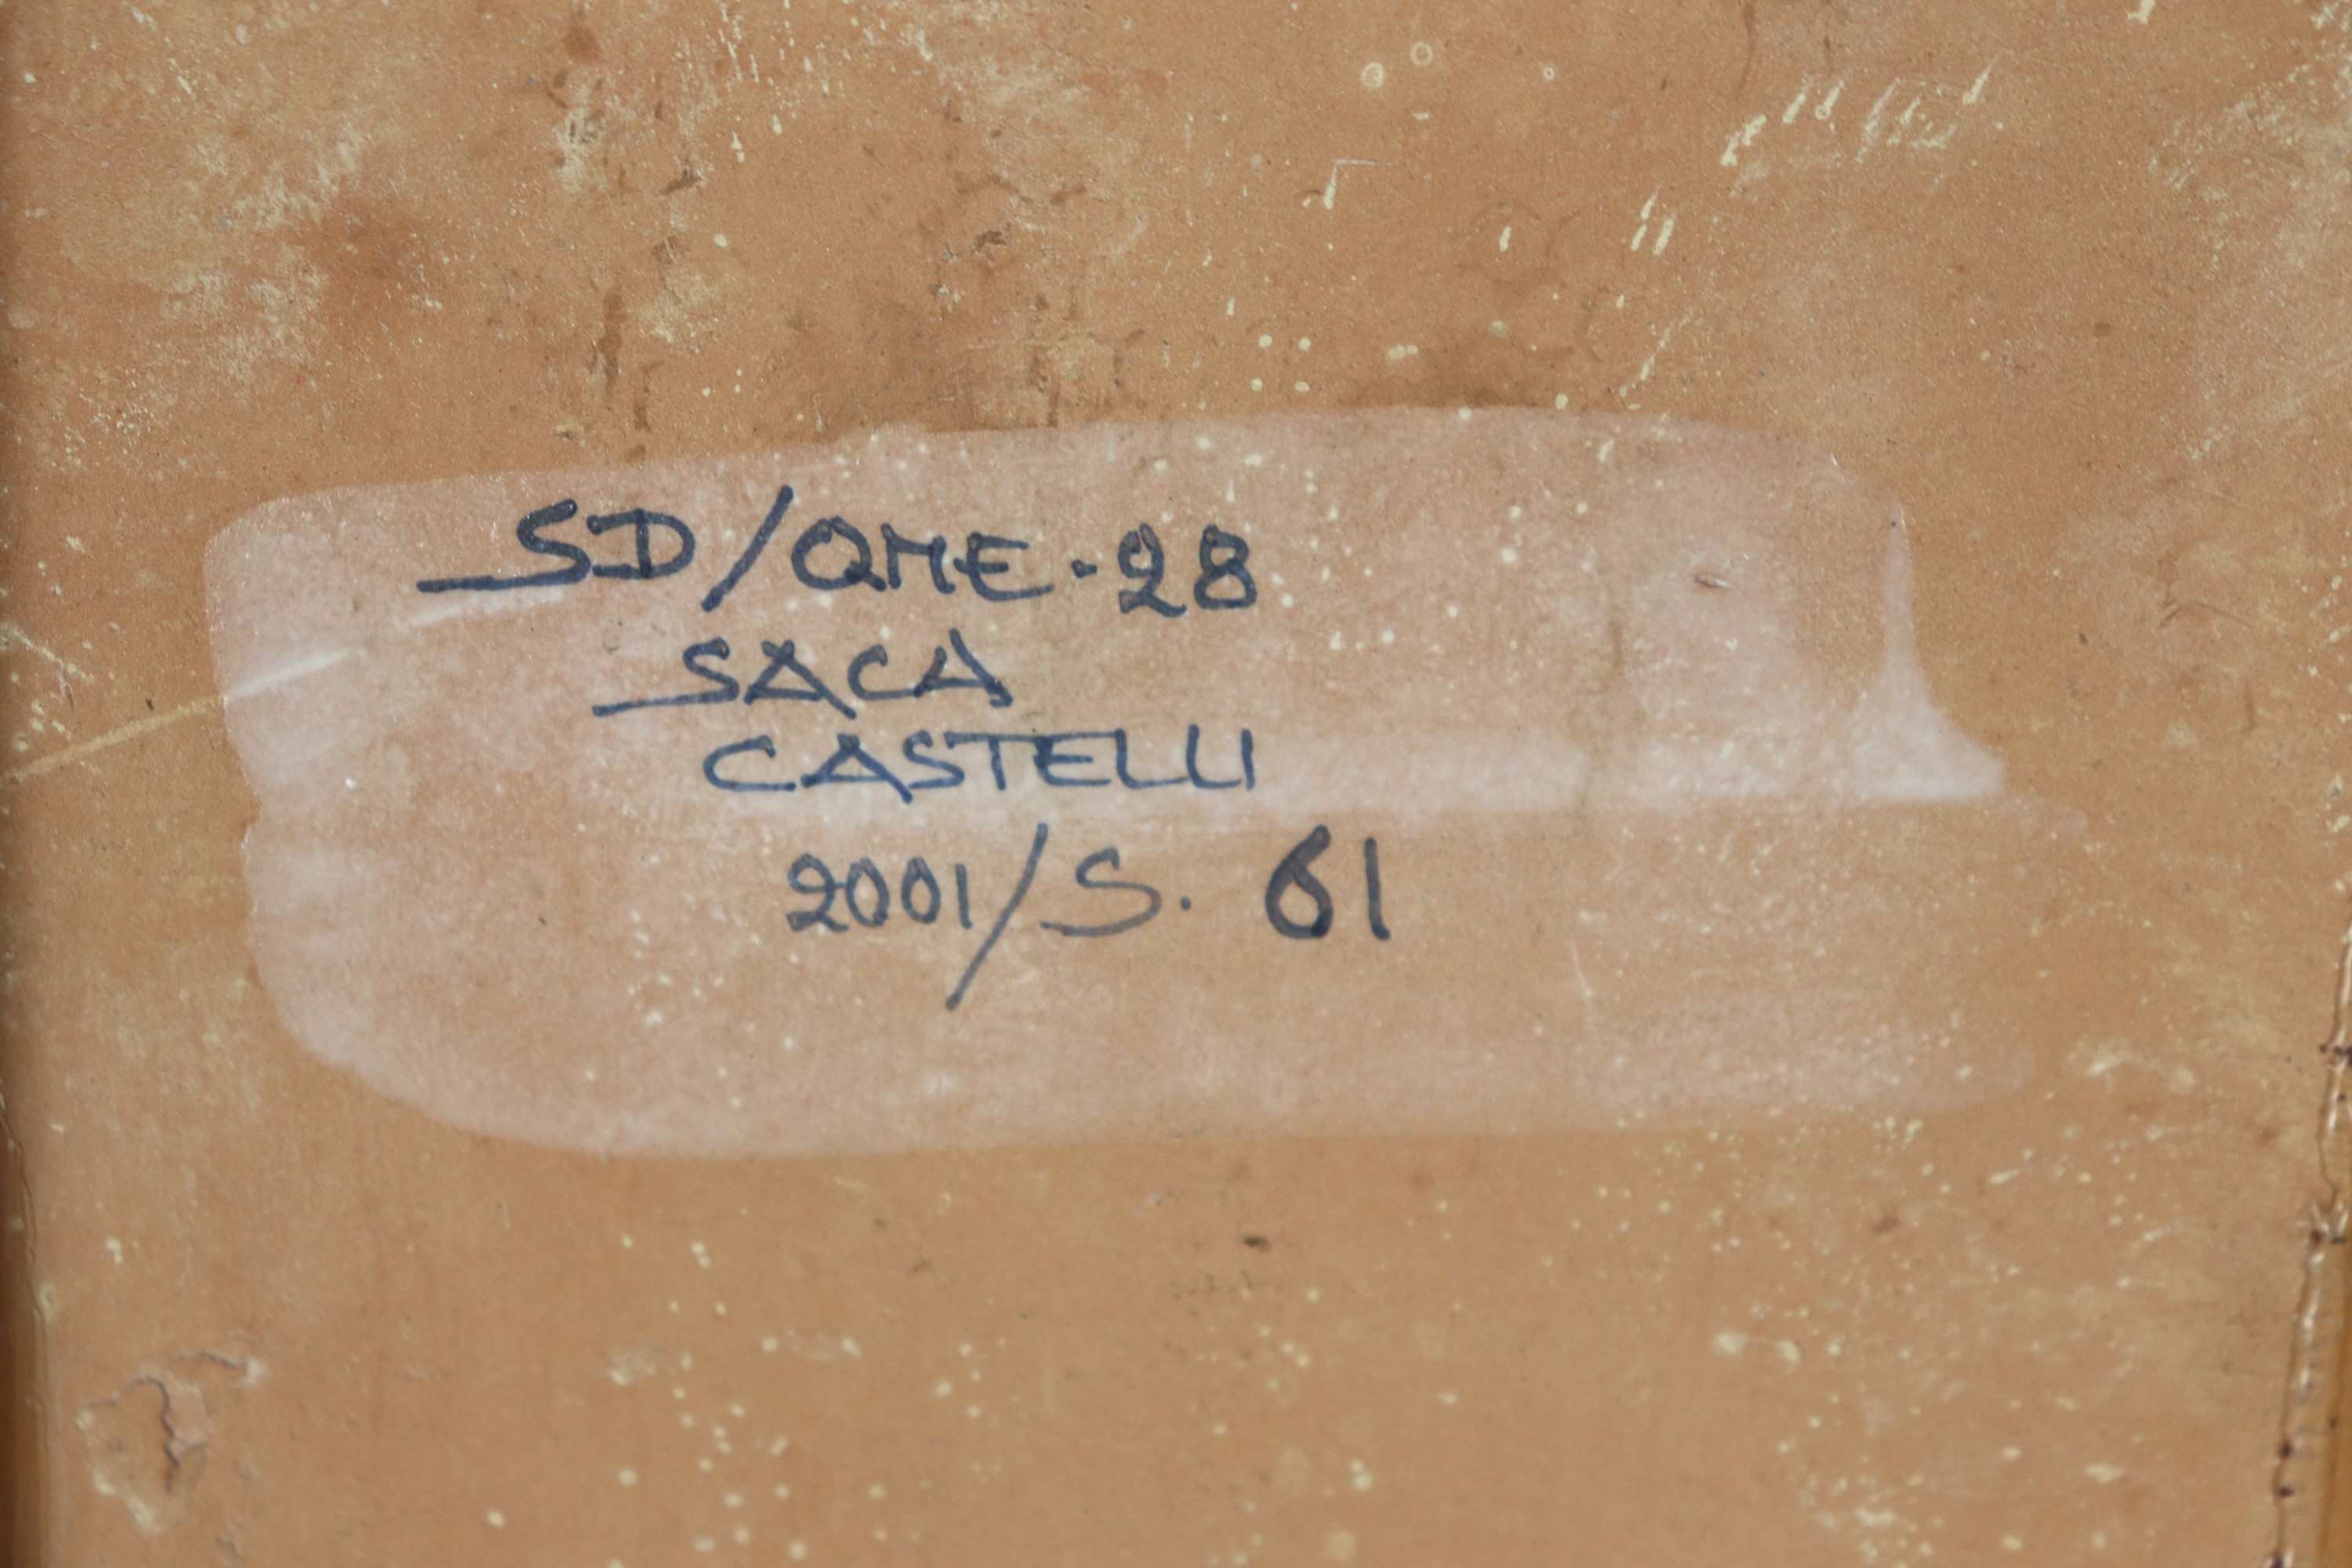 SD/QME-28
SACA
CASTELLI
2001/S. 61